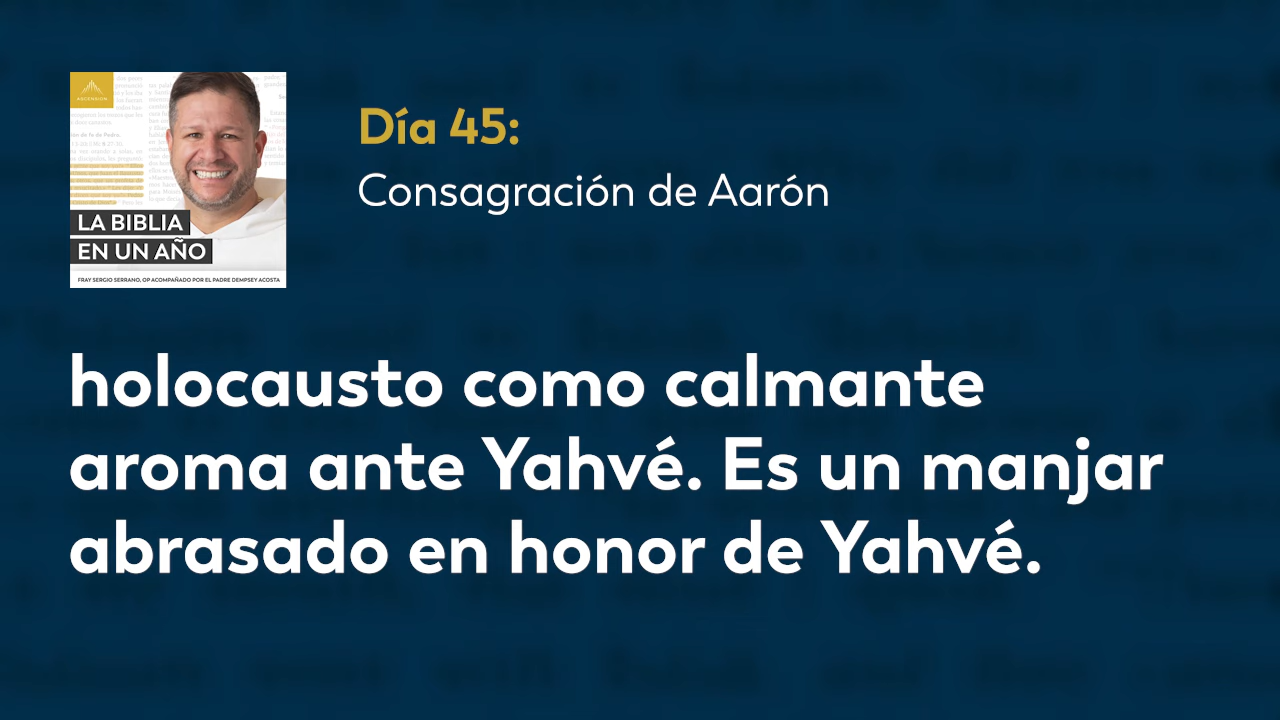 ASCENSION
LA BIBLIA
EN UN AÑO
FRAY SERGIO SERRANO, OP ACOMPAÑADO POR EL PADRE DEMPSEY ACOSTA
Día 45:
Consagración de Aarón
holocausto como calmante
aroma ante Yahvé. Es un manjar
abrasado en honor de Yahvé.